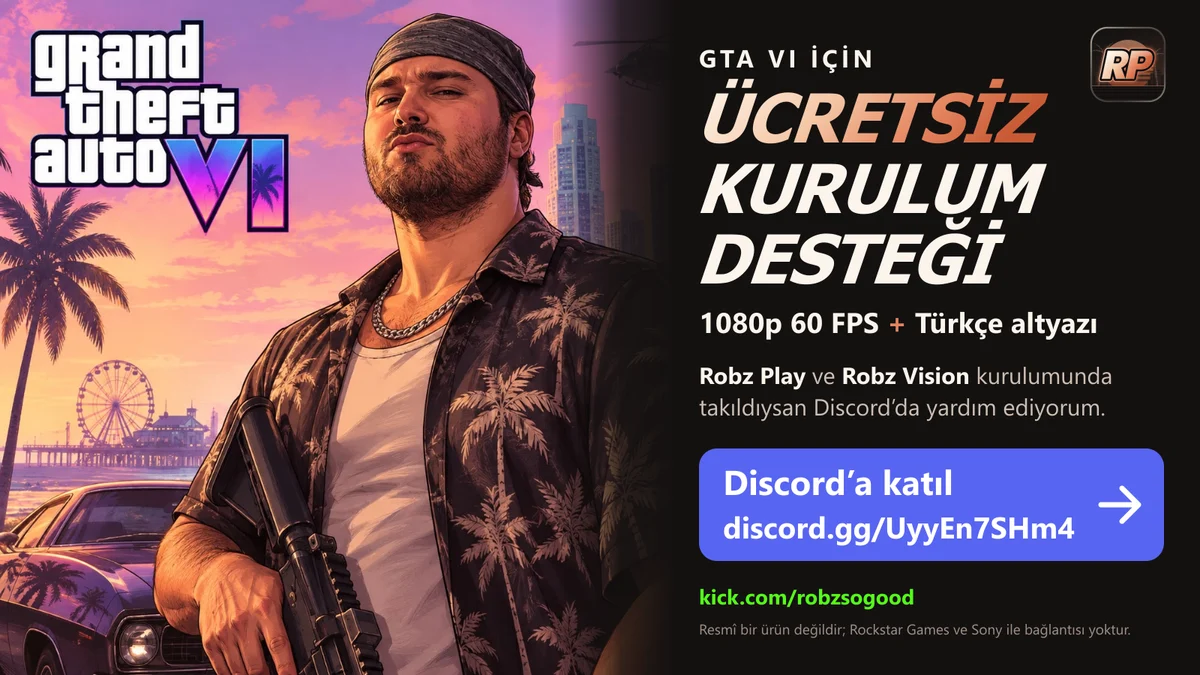 grand
theft
auto VI
GTA VI İÇİN
RP
ÜCRETSİZ
KURULUM
DESTEĞİ
1080p 60 FPS + Türkçe altyazı
Robz Play ve Robz Vision kurulumunda
takıldıysan Discord’da yardım ediyorum.
Discord’a katıl
discord.gg/UyyEn7SHm4
kick.com/robzsogood
Resmî bir ürün değildir; Rockstar Games ve Sony ile bağlantısı yoktur.